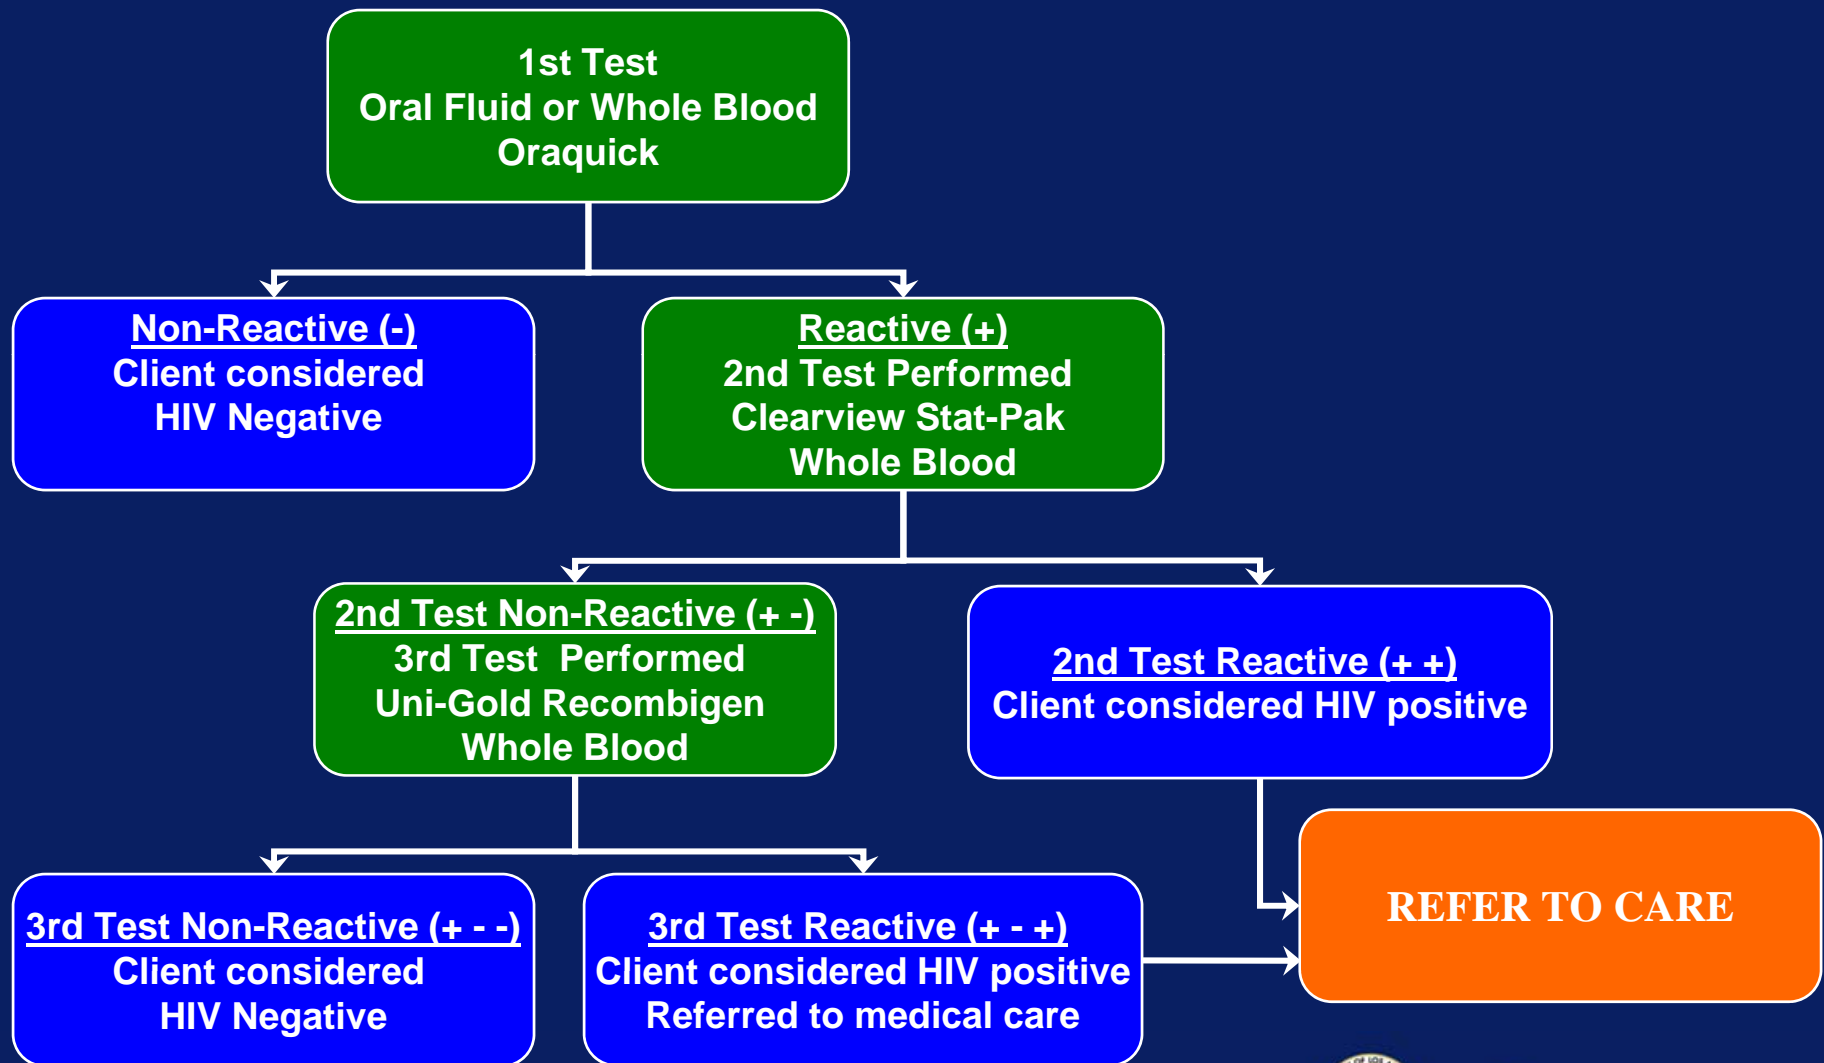 1st Test
Oral Fluid or Whole Blood
Oraquick
Non-Reactive (-)
Client considered
HIV Negative
Reactive (+)
2nd Test Performed
Clearview Stat-Pak
Whole Blood
2nd Test Non-Reactive (+ -)
3rd Test Performed
Uni-Gold Recombigen
Whole Blood
2nd Test Reactive (+ +)
Client considered HIV positive
REFER TO CARE
3rd Test Non-Reactive (+ - -)
Client considered
HIV Negative
3rd Test Reactive (+ - +)
Client considered HIV positive
Referred to medical care
OF LOS